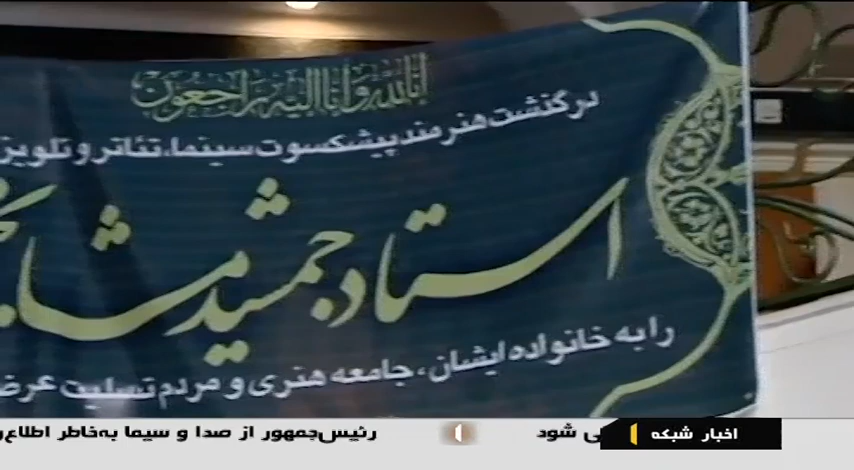 انا لله و انا الیه راجعون
درگذشت هنرمند پیشکسوت سینما، تئاتر و تلویز
استاد جمشید مشایخ
را به خانواده ایشان، جامعه هنری و مردم تسلیت عرض
اخبار شبکه ی شود رئیس‌جمهور از صدا و سیما به‌خاطر اطلاع‌ر